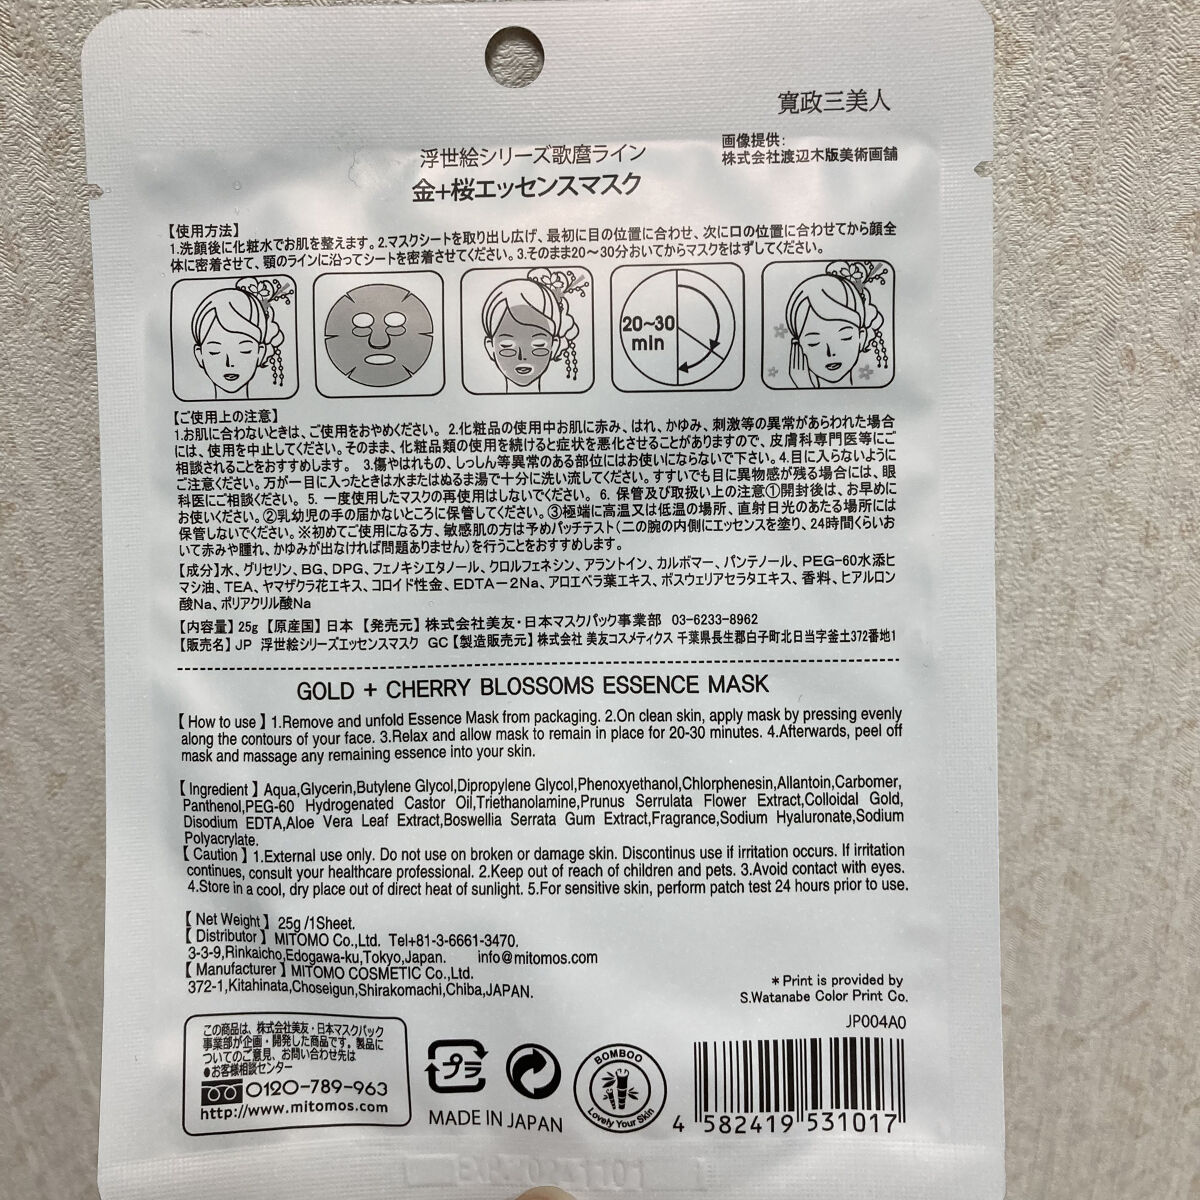 寛政三美人
画像提供:
株式会社渡辺木版美術画舗
浮世絵シリーズ歌麿ライン
金+桜エッセンスマスク
【使用方法】
1.洗顔後に化粧水でお肌を整えます。2.マスクシートを取り出し広げ、最初に目の位置に合わせ、次に口の位置に合わせてから顔全
体に密着させて、顎のラインに沿ってシートを密着させてください。3.そのまま20〜30分おいてからマスクをはずしてください。
20~30
min
【ご使用上の注意】
1.お肌に合わないときは、ご使用をおやめください。2.化粧品の使用中お肌に赤み、はれ、かゆみ、刺激等の異常があらわれた場合
には、使用を中止してください。そのまま、化粧品類の使用を続けると症状を悪化させることがありますので、皮膚科専門医等にご
相談されることをおすすめします。 3.傷やはれもの、しっしん等異常のある部位にはお使いにならないで下さい。4.目に入らないように
ご注意ください。万が一目に入ったときは水またはぬるま湯で十分に洗い流してください。すすいでも目に異物感が残る場合には、眼
科医にご相談ください。 5. 一度使用したマスクの再使用はしないでください。 6. 保管及び取扱い上の注意①開封後は、お早めに
お使いください。②乳幼児の手の届かないところに保管してください。③極端に高温又は低温の場所、直射日光のあたる場所には
保管しないでください。※初めてご使用になる方、敏感肌の方は予めパッチテスト(二の腕の内側にエッセンスを塗り、24時間くらいお
いて赤みや腫れ、かゆみが出なければ問題ありません)を行うことをおすすめします。
【成分】水、グリセリン、BG、DPG、フェノキシエタノール、クロルフェネシン、アラントイン、カルボマー、パンテノール、PEG-60水添ヒ
マシ油、TEA、ヤマザクラ花エキス、コロイド性金、EDTA－2Na、アロエベラ葉エキス、ボスウェリアセラタエキス、香料、ヒアルロン
酸Na、ポリアクリル酸Na
【内容量】25g 【原産国】日本 【発売元】株式会社美友・日本マスクパック事業部 03-6233-8962
【販売名】JP 浮世絵シリーズエッセンスマスク GC【製造販売元】株式会社 美友コスメティクス 千葉県長生郡白子町北日当字釜土372番地1
GOLD + CHERRY BLOSSOMS ESSENCE MASK
【How to use】1.Remove and unfold Essence Mask from packaging. 2.On clean skin, apply mask by pressing evenly
along the contours of your face. 3.Relax and allow mask to remain in place for 20-30 minutes. 4.Afterwards, peel off
mask and massage any remaining essence into your skin.
【Ingredient】Aqua,Glycerin,Butylene Glycol,Dipropylene Glycol,Phenoxyethanol,Chlorphenesin,Allantoin,Carbomer,
Panthenol,PEG-60 Hydrogenated Castor Oil,Triethanolamine,Prunus Serrulata Flower Extract,Colloidal Gold,
Disodium EDTA,Aloe Vera Leaf Extract,Boswellia Serrata Gum Extract,Fragrance,Sodium Hyaluronate,Sodium
Polyacrylate.
【Caution】1.External use only. Do not use on broken or damage skin. Discontinus use if irritation occurs. If irritation
continues, consult your healthcare professional. 2.Keep out of reach of children and pets. 3.Avoid contact with eyes.
4.Store in a cool, dry place out of direct heat of sunlight. 5.For sensitive skin, perform patch test 24 hours prior to use.
【Net Weight】25g /1Sheet.
【Distributor】MITOMO Co.,Ltd. Tel+81-3-6661-3470.
3-3-9,Rinkaicho,Edogawa-ku,Tokyo,Japan. info@mitomos.com
【Manufacturer】MITOMO COSMETIC Co.,Ltd.
372-1,Kitahinata,Choseigun,Shirakomachi,Chiba,JAPAN.
*Print is provided by
S.Watanabe Color Print Co.
JP004A0
この商品は、株式会社美友・日本マスクパック
事業部が企画・開発した商品です。製品に
ついてのご意見、お問い合わせ先は
●お客様相談センター
0120-789-963
http://www.mitomos.com
プラ
MADE IN JAPAN
BOMBOO
Lovely Your Skin
4 582419 531017